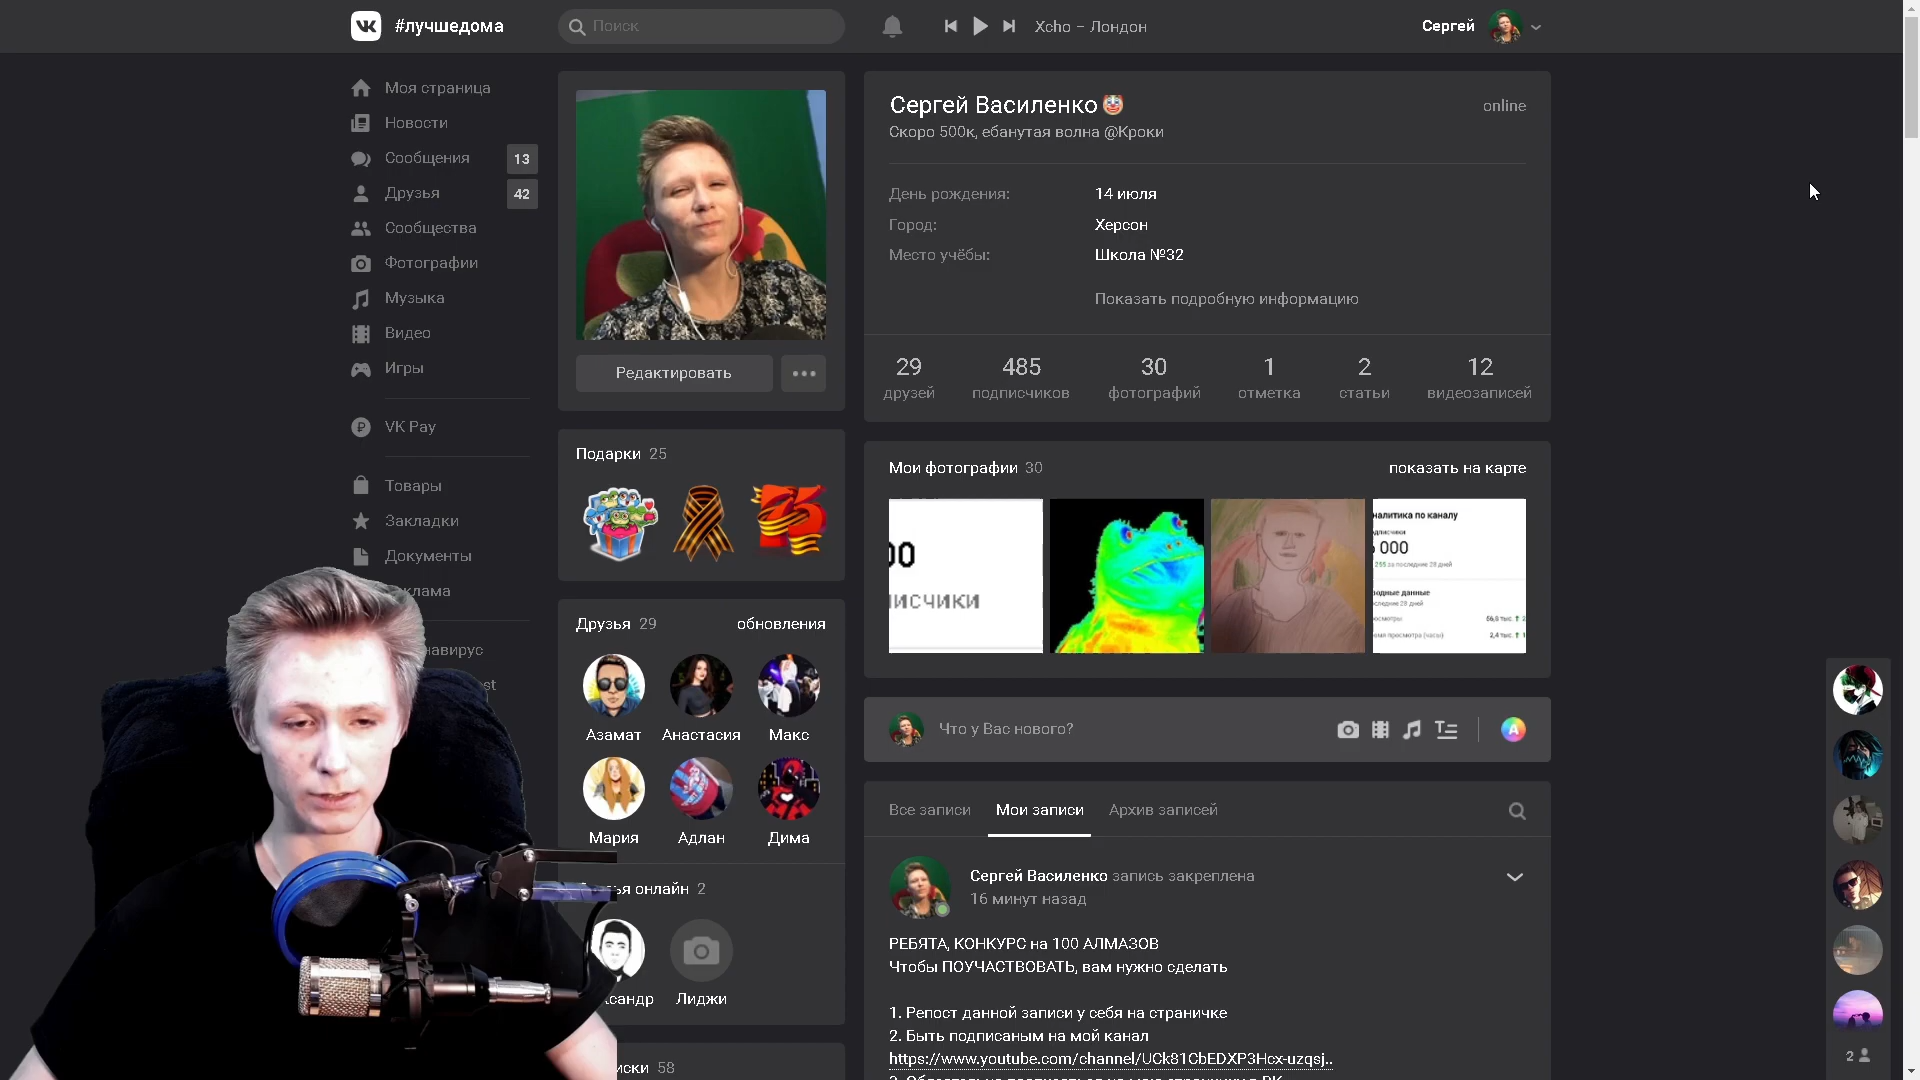 #лучшедома
Поиск
Xcho – Лондон
Сергей
Моя страница
Новости
Сообщения 13
Друзья 42
Сообщества
Фотографии
Музыка
Видео
Игры
VK Pay
Товары
Закладки
Документы
Редактировать
Подарки 25
Друзья 29 обновления
Азамат Анастасия Макс
Мария Адлан Дима
онлайн 2
Лиджи
58
Сергей Василенко
online
Скоро 500к, ебанутая волна @Кроки
День рождения: 14 июля
Город: Херсон
Место учёбы: Школа №32
Показать подробную информацию
29 485 30 1 2 12
друзей подписчиков фотографий отметка статьи видеозаписей
Мои фотографии 30 показать на карте
Что у Вас нового?
Все записи Мои записи Архив записей
Сергей Василенко запись закреплена
16 минут назад
РЕБЯТА, КОНКУРС на 100 АЛМАЗОВ
Чтобы ПОУЧАСТВОВАТЬ, вам нужно сделать
1. Репост данной записи у себя на страничке
2. Быть подписаным на мой канал
https://www.youtube.com/channel/UCk81CbEDXP3Hcx-uzqsj..
2